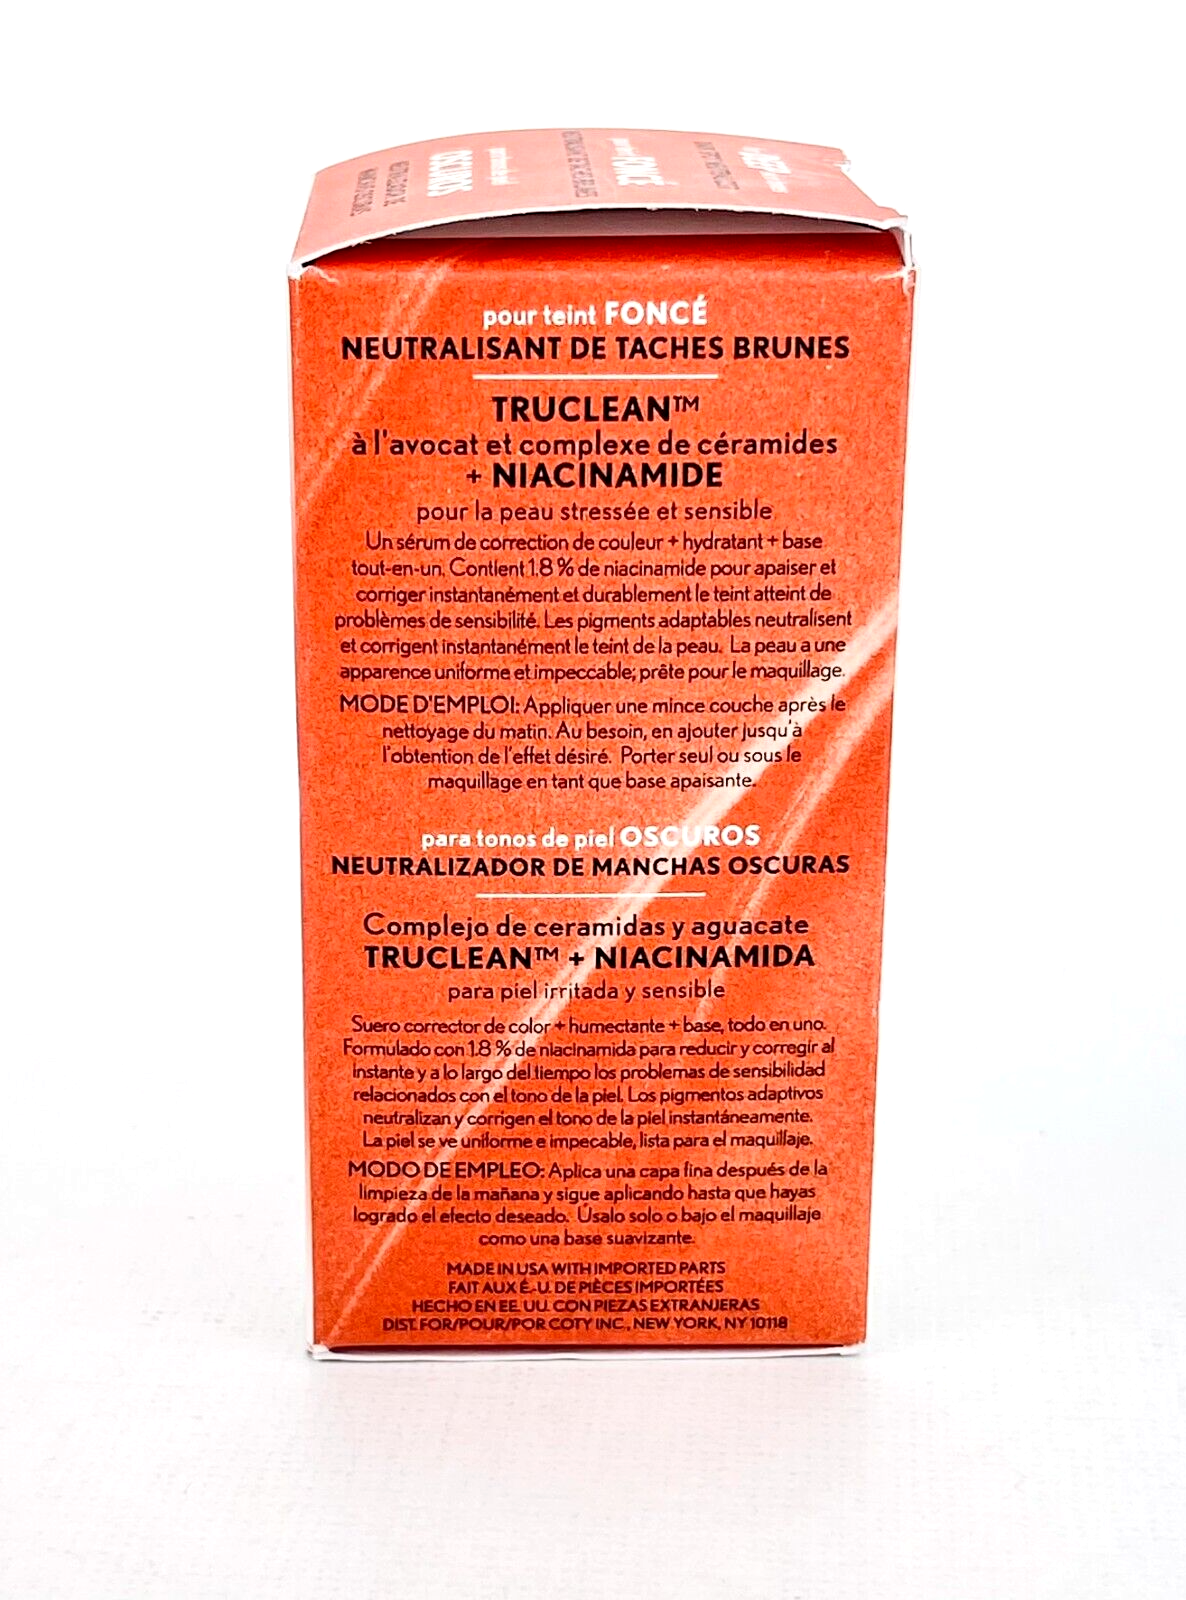 OSCUROS
FONCÉ
DEEP
pour teint FONCÉ
NEUTRALISANT DE TACHES BRUNES
TRUCLEAN™
à l'avocat et complexe de céramides
+ NIACINAMIDE
pour la peau stressée et sensible
Un sérum de correction de couleur + hydratant + base
tout-en-un. Contient 1.8 % de niacinamide pour apaiser et
corriger instantanément et durablement le teint atteint de
problèmes de sensibilité. Les pigments adaptables neutralisent
et corrigent instantanément le teint de la peau. La peau a une
apparence uniforme et impeccable; prête pour le maquillage.
MODE D'EMPLOI: Appliquer une mince couche après le
nettoyage du matin. Au besoin, en ajouter jusqu'à
l'obtention de l'effet désiré. Porter seul ou sous le
maquillage en tant que base apaisante.
para tonos de piel OSCUROS
NEUTRALIZADOR DE MANCHAS OSCURAS
Complejo de ceramidas y aguacate
TRUCLEAN™ + NIACINAMIDA
para piel irritada y sensible
Suero corrector de color + humectante + base, todo en uno.
Formulado con 1.8 % de niacinamida para reducir y corregir al
instante y a lo largo del tiempo los problemas de sensibilidad
relacionados con el tono de la piel. Los pigmentos adaptivos
neutralizan y corrigen el tono de la piel instantáneamente.
La piel se ve uniforme e impecable, lista para el maquillaje.
MODO DE EMPLEO: Aplica una capa fina después de la
limpieza de la mañana y sigue aplicando hasta que hayas
logrado el efecto deseado. Úsalo solo o bajo el maquillaje
como una base suavizante.
MADE IN USA WITH IMPORTED PARTS
FAIT AUX É.-U. DE PIÈCES IMPORTÉES
HECHO EN EE. UU. CON PIEZAS EXTRANJERAS
DIST. FOR/POUR/POR COTY INC., NEW YORK, NY 10118